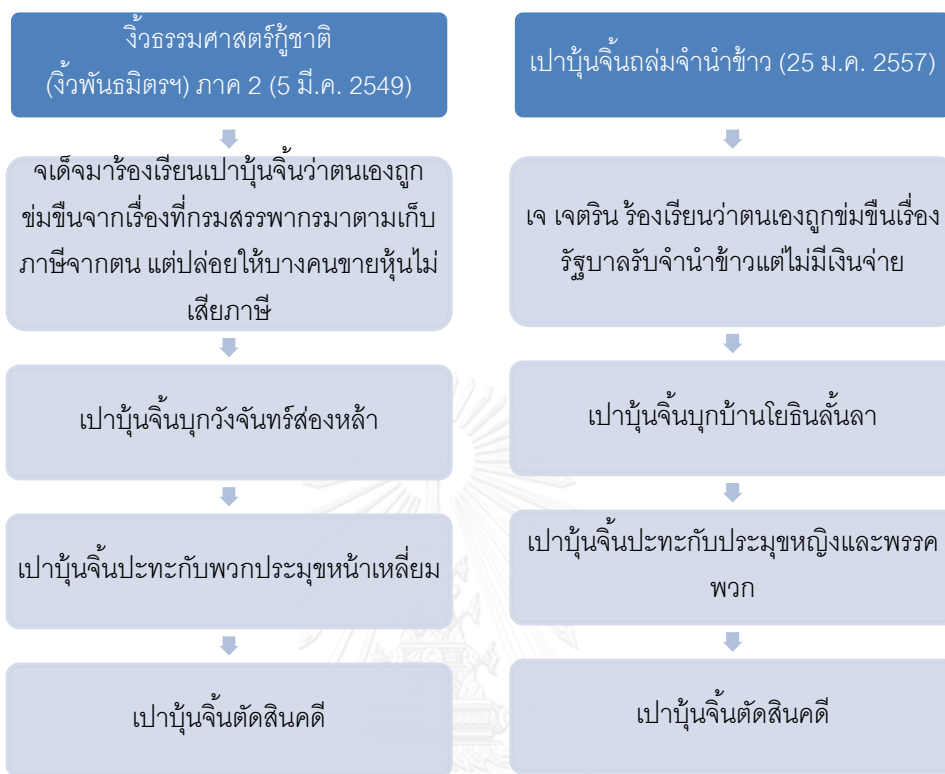 งิ้วธรรมศาสตร์กู้ชาติ
(งิ้วพันธมิตรฯ) ภาค 2 (5 มี.ค. 2549)
จเด็จมาร้องเรียนเปาบุ้นจิ้นว่าตนเองถูก
ข่มขืนจากเรื่องที่กรมสรรพากรมาตามเก็บ
ภาษีจากตน แต่ปล่อยให้บางคนขายหุ้นไม่
เสียภาษี
เปาบุ้นจิ้นบุกวังจันทร์ส่องหล้า
เปาบุ้นจิ้นปะทะกับพวกประมุขหน้าเหลี่ยม
เปาบุ้นจิ้นตัดสินคดี
เปาบุ้นจิ้นถล่มจำนำข้าว (25 ม.ค. 2557)
เจ เจตริน ร้องเรียนว่าตนเองถูกข่มขืนเรื่อง
รัฐบาลรับจำนำข้าวแต่ไม่มีเงินจ่าย
เปาบุ้นจิ้นบุกบ้านโยธินลั้นลา
เปาบุ้นจิ้นปะทะกับประมุขหญิงและพรรค
พวก
เปาบุ้นจิ้นตัดสินคดี